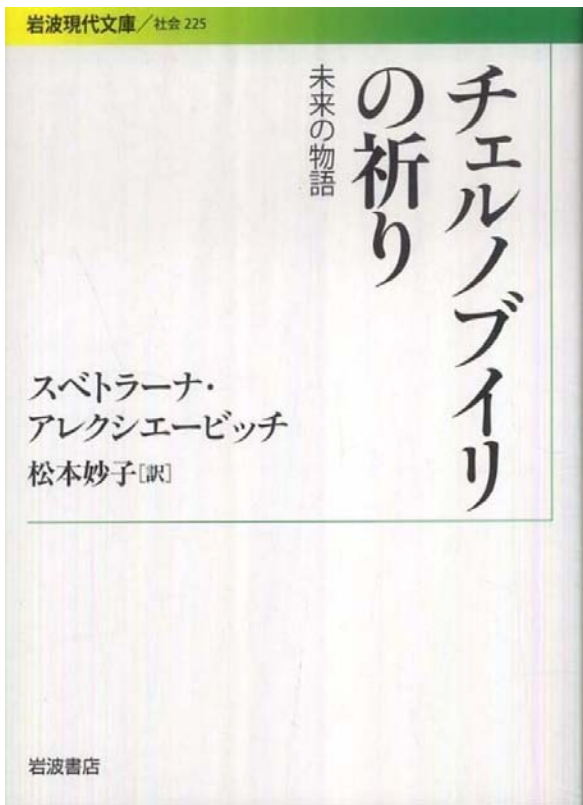 岩波現代文庫／社会 225
チェルノブイリ
の祈り
未来の物語
スベトラーナ・
アレクシエービッチ
松本妙子［訳］
岩波書店